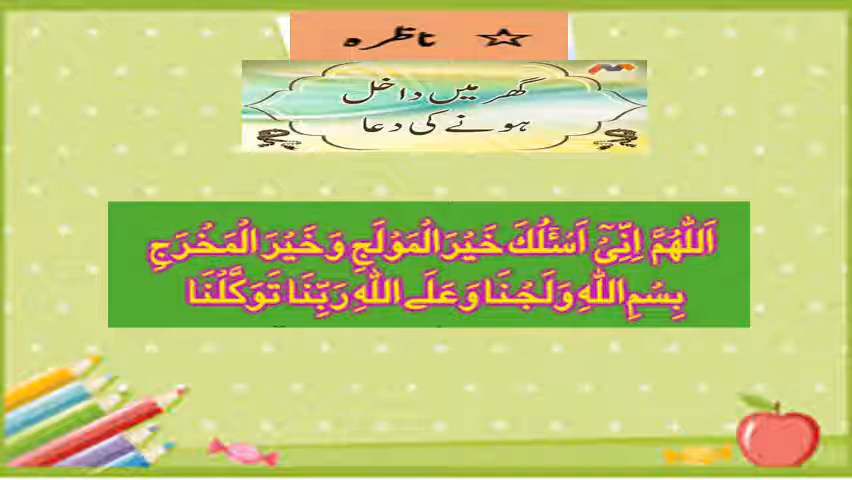 ☆ ناظرہ
گھر میں داخل
ہونے کی دعا
اَللّٰهُمَّ اِنِّیْۤ اَسْئَلُكَ خَیْرَ الْمَوْلَجِ وَ خَیْرَ الْمَخْرَجِ
بِسْمِ اللّٰهِ وَلَجْنَا وَ عَلَے اللّٰهِ رَبِّنَا تَوَكَّلْنَا